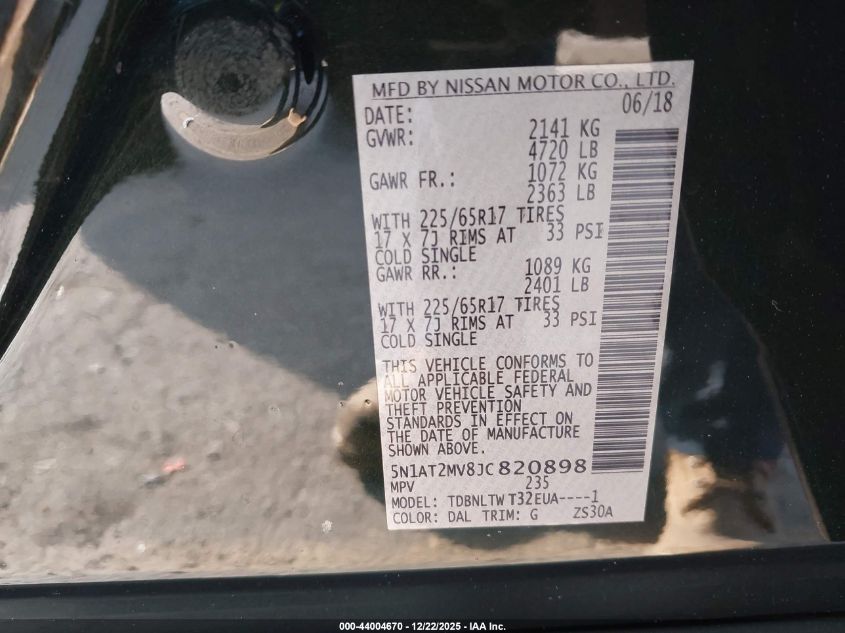 MFD BY NISSAN MOTOR CO., LTD.
DATE: 06/18
GVWR: 2141 KG
4720 LB
GAWR FR.: 1072 KG
2363 LB
WITH 225/65R17 TIRES
17 X 7J RIMS AT 33 PSI
COLD SINGLE
GAWR RR.: 1089 KG
2401 LB
WITH 225/65R17 TIRES
17 X 7J RIMS AT 33 PSI
COLD SINGLE
THIS VEHICLE CONFORMS TO
ALL APPLICABLE FEDERAL
MOTOR VEHICLE SAFETY AND
THEFT PREVENTION
STANDARDS IN EFFECT ON
THE DATE OF MANUFACTURE
SHOWN ABOVE.
5N1AT2MV8JC820898
MPV 235
MODEL: TDBNLTW T32EUA----1
COLOR: DAL TRIM: G ZS30A
000-44004670 - 12/22/2025 - IAA Inc.